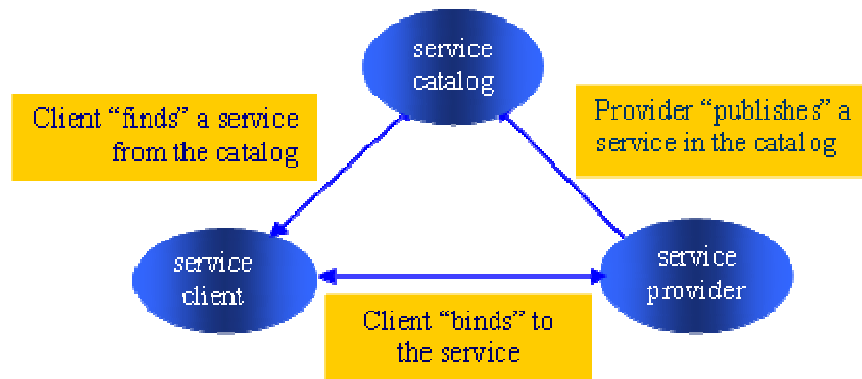 service
catalog
Client “finds” a service
from the catalog
Provider “publishes” a
service in the catalog
service
client
service
provider
Client “binds” to
the service